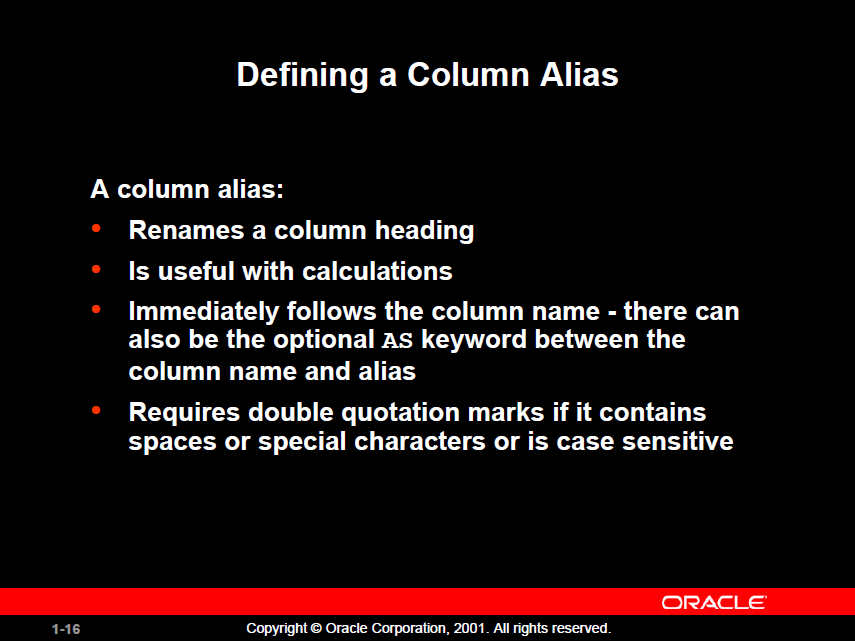 Defining a Column Alias
A column alias:
• Renames a column heading
• Is useful with calculations
• Immediately follows the column name - there can
also be the optional AS keyword between the
column name and alias
• Requires double quotation marks if it contains
spaces or special characters or is case sensitive
ORACLE
1-16
Copyright © Oracle Corporation, 2001. All rights reserved.